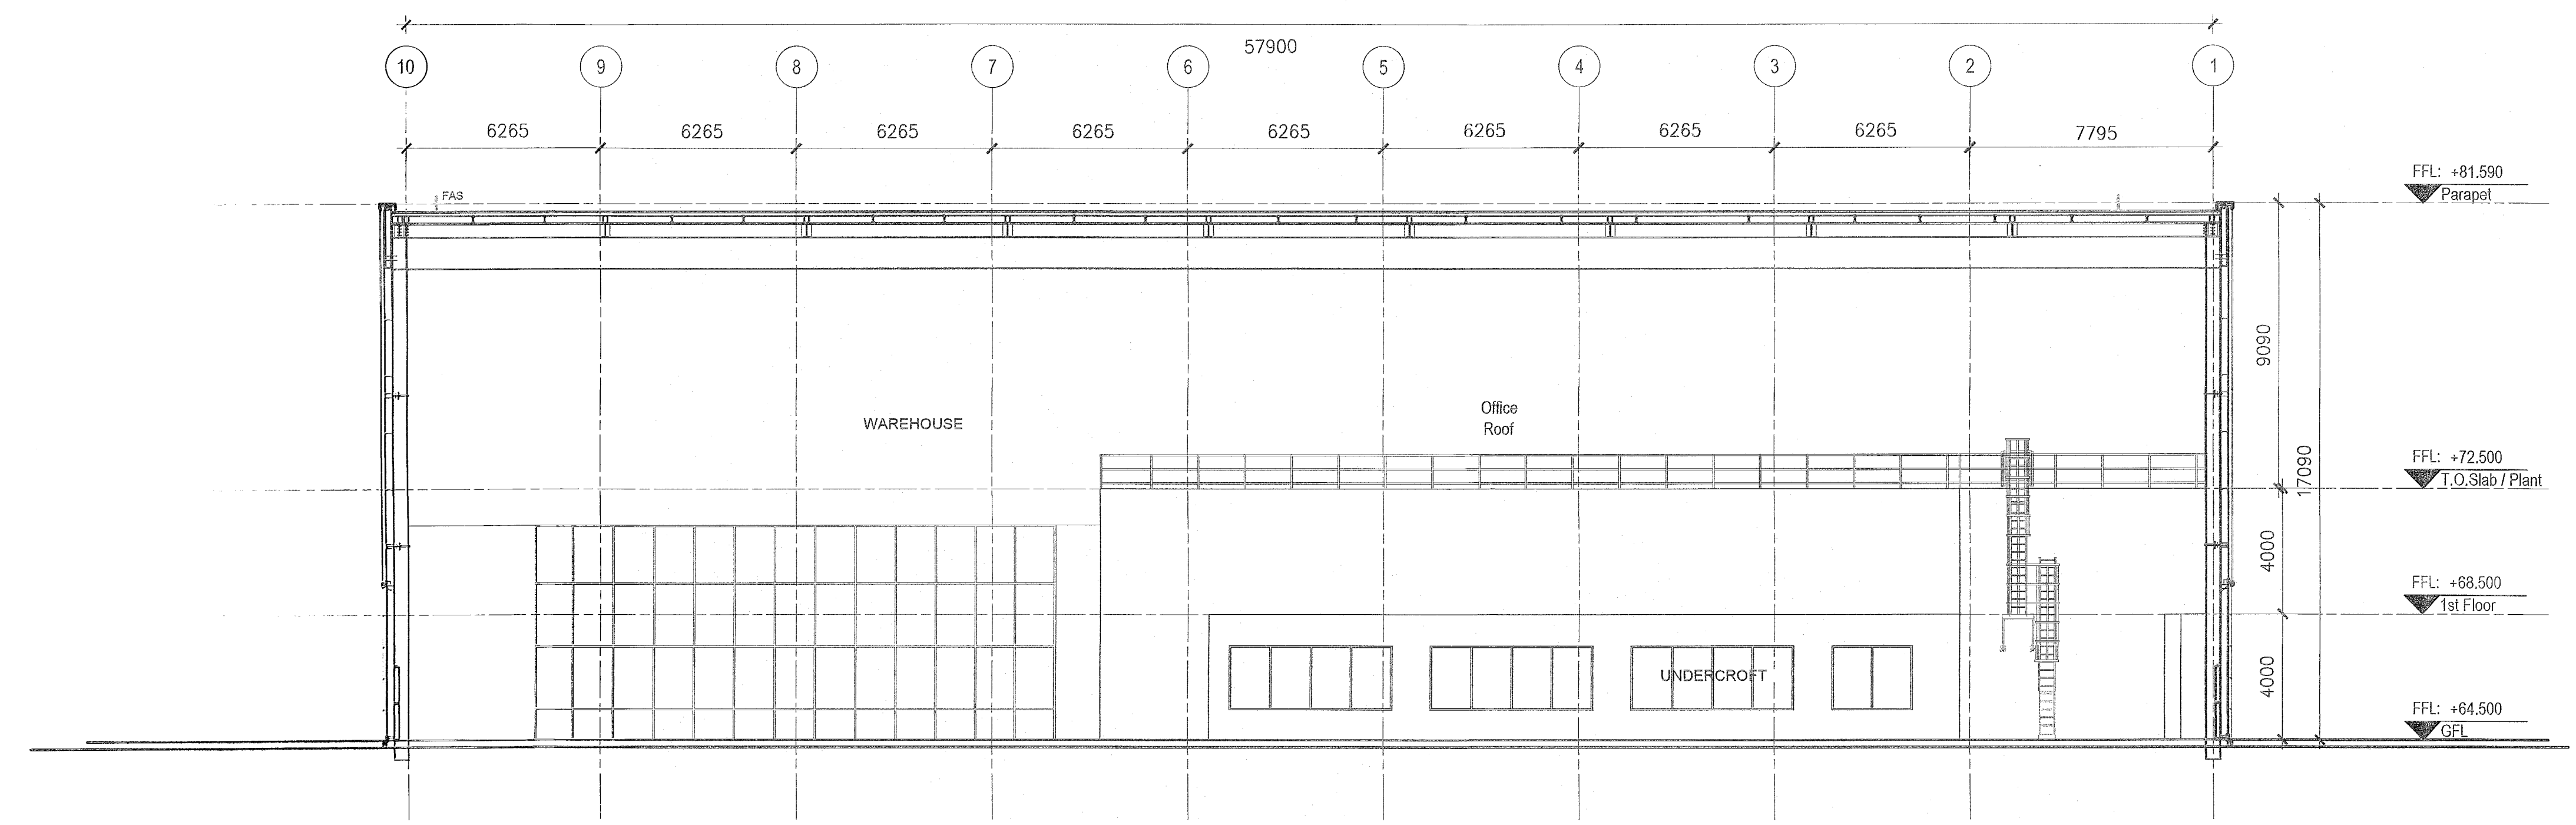 57900
10 9 8 7 6 5 4 3 2 1
6265 6265 6265 6265 6265 6265 6265 6265 7795
FFL: +81.590
Parapet
FAS
9090
17090
Office
Roof
WAREHOUSE
FFL: +72.500
T.O.Slab / Plant
4000
FFL: +68.500
1st Floor
UNDERCROFT
4000
FFL: +64.500
GFL